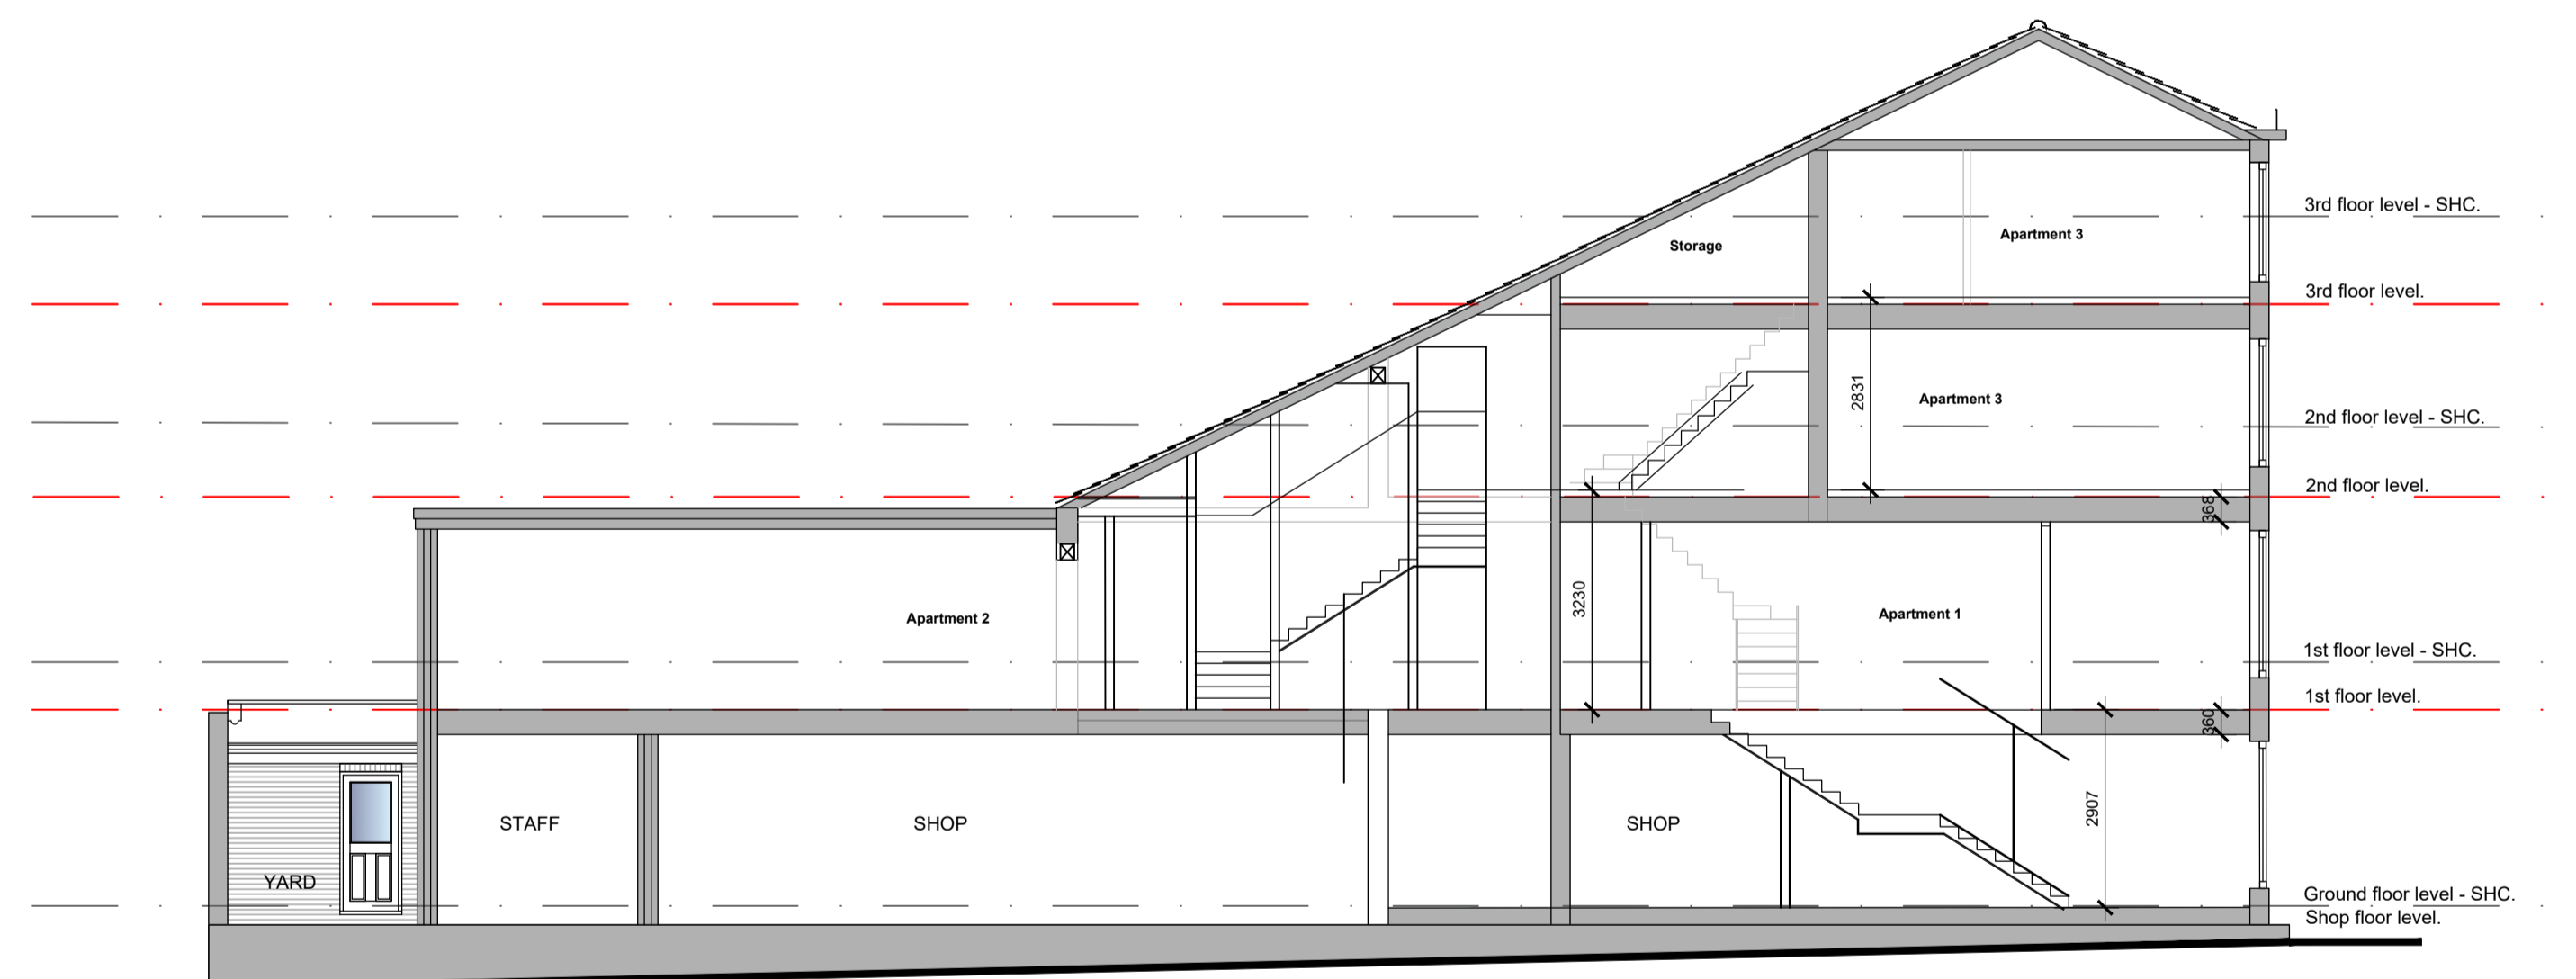 3rd floor level - SHC.
Storage
Apartment 3
3rd floor level.
2831
Apartment 3
2nd floor level - SHC.
2nd floor level.
368
3230
Apartment 2
Apartment 1
1st floor level - SHC.
1st floor level.
360
2907
STAFF
SHOP
SHOP
YARD
Ground floor level - SHC.
Shop floor level.